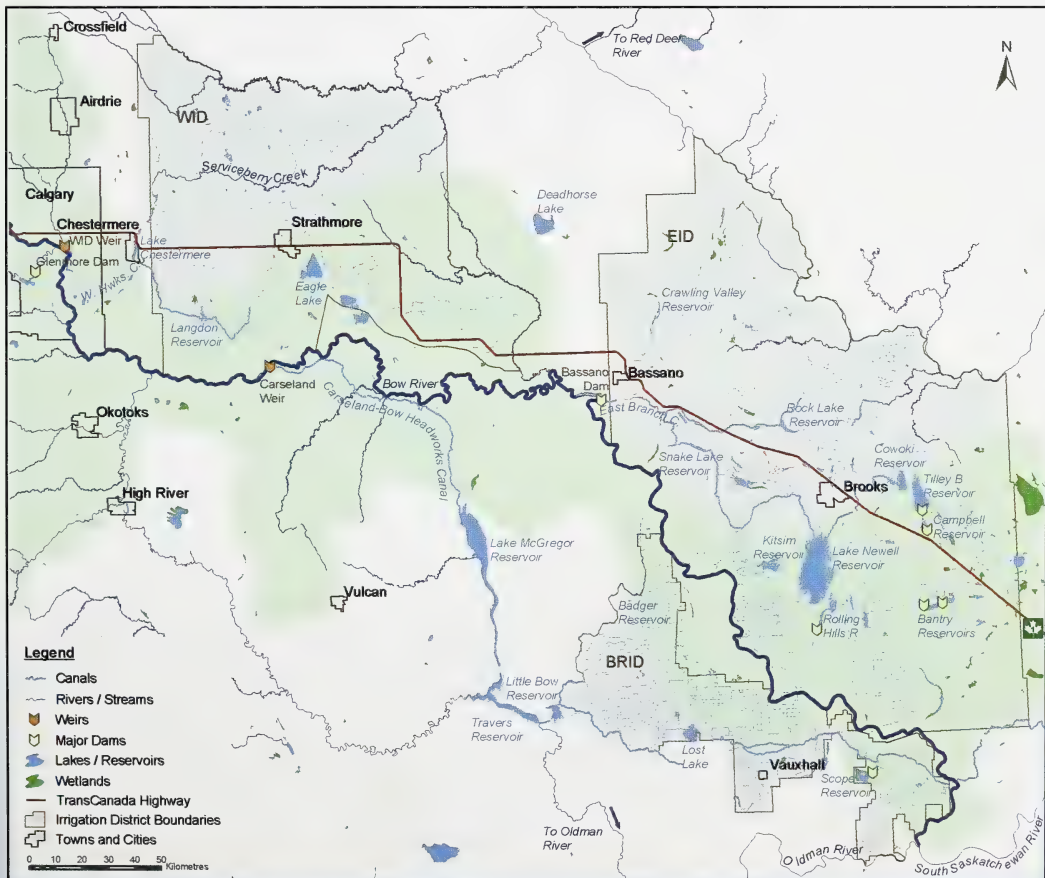 Crossfield
To Red Deer
River
N
Airdrie
WID
Serviceberry Creek
Calgary
Deadhorse
Lake
Chestermere
Strathmore
WID Weir
Lake
Chestermere
EID
Glenmore Dam
W. Hwks. C.
Eagle
Lake
Crawling Valley
Reservoir
Langdon
Reservoir
Bassano
Dam
Bassano
Carseland
Weir
Bow River
East Branch C.
Rock Lake
Reservoir
Okotoks
Carseland-Bow Headworks Canal
Snake Lake
Reservoir
Cowoki
Reservoir
Tilley B
Reservoir
High River
Brooks
Campbell
Reservoir
Lake McGregor
Reservoir
Kitsim
Reservoir
Lake Newell
Reservoir
Vulcan
Badger
Reservoir
Rolling
Hills R
Bantry
Reservoirs
BRID
Little Bow
Reservoir
Travers
Reservoir
Lost
Lake
Vauxhall
Scope
Reservoir
To Oldman
River
Oldman River
South Saskatchewan River
Legend
Canals
Rivers / Streams
Weirs
Major Dams
Lakes / Reservoirs
Wetlands
TransCanada Highway
Irrigation District Boundaries
Towns and Cities
0 10 20 30 40 50
Kilometres